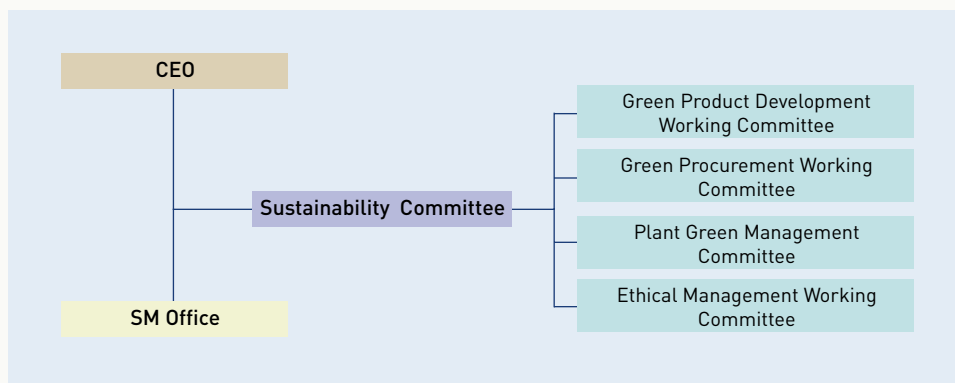 CEO
Sustainability Committee
SM Office
Green Product Development
Working Committee
Green Procurement Working
Committee
Plant Green Management
Committee
Ethical Management Working
Committee